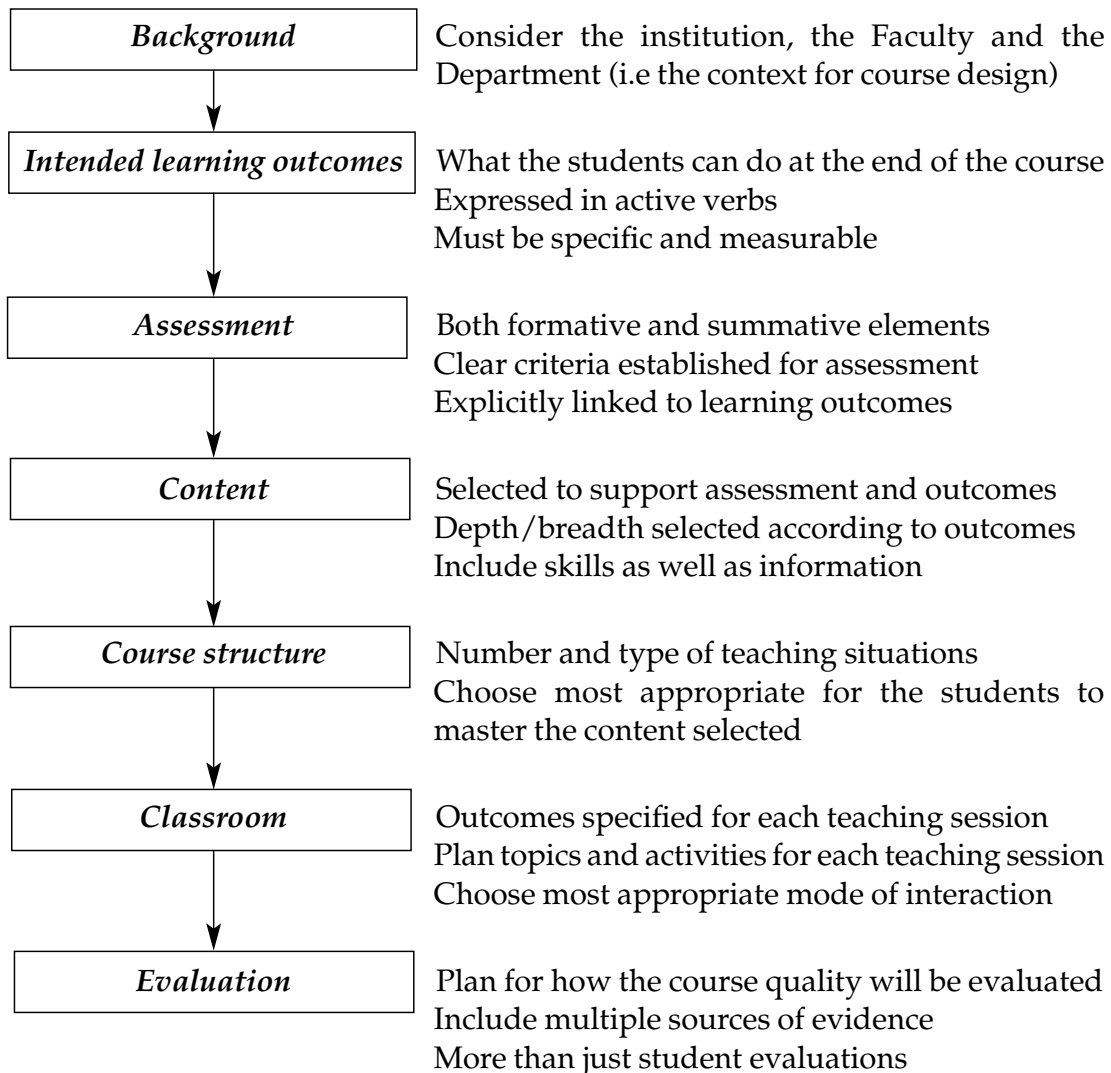 Background
Consider the institution, the Faculty and the
Department (i.e the context for course design)
Intended learning outcomes
What the students can do at the end of the course
Expressed in active verbs
Must be specific and measurable
Assessment
Both formative and summative elements
Clear criteria established for assessment
Explicitly linked to learning outcomes
Content
Selected to support assessment and outcomes
Depth/breadth selected according to outcomes
Include skills as well as information
Course structure
Number and type of teaching situations
Choose most appropriate for the students to
master the content selected
Classroom
Outcomes specified for each teaching session
Plan topics and activities for each teaching session
Choose most appropriate mode of interaction
Evaluation
Plan for how the course quality will be evaluated
Include multiple sources of evidence
More than just student evaluations